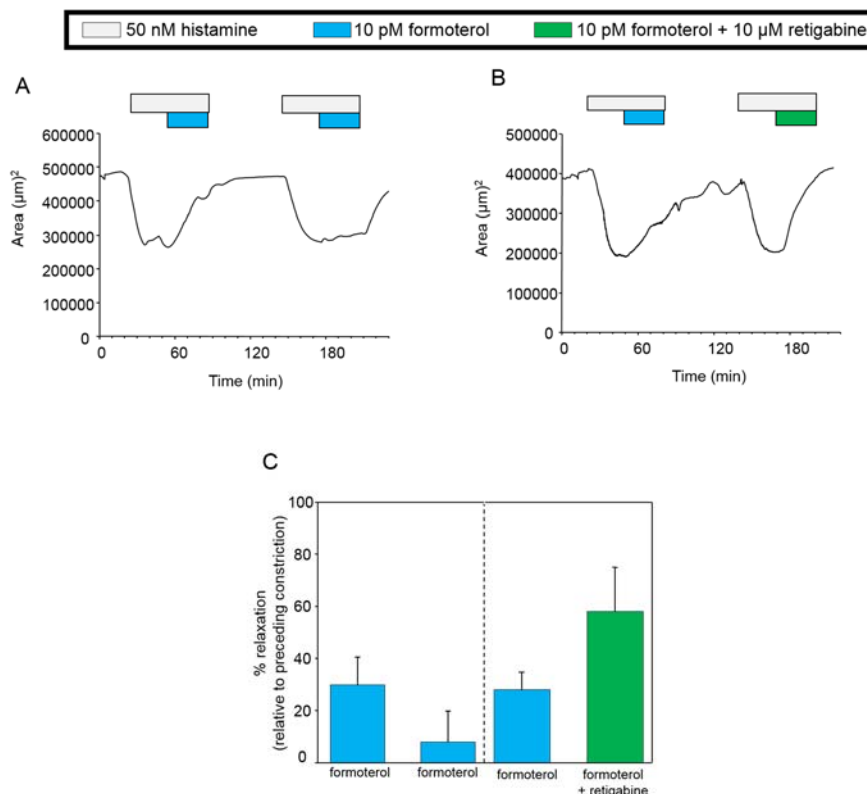 50 nM histamine 10 pM formoterol 10 pM formoterol + 10 µM retigabine
A
600000
500000
400000
300000
200000
100000
0
Area (µm)²
0 60 120 180
Time (min)
B
500000
400000
300000
200000
100000
0
Area (µm)²
0 60 120 180
Time (min)
C
100
80
60
40
20
0
% relaxation
(relative to preceding constriction)
formoterol formoterol formoterol formoterol
+ retigabine